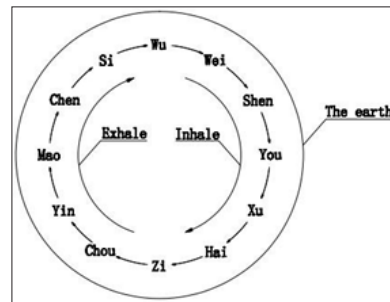 Wu
Si
Wei
Chen
Shen
The earth
Exhale
Inhale
Mao
You
Yin
Xu
Chou
Hai
Zi